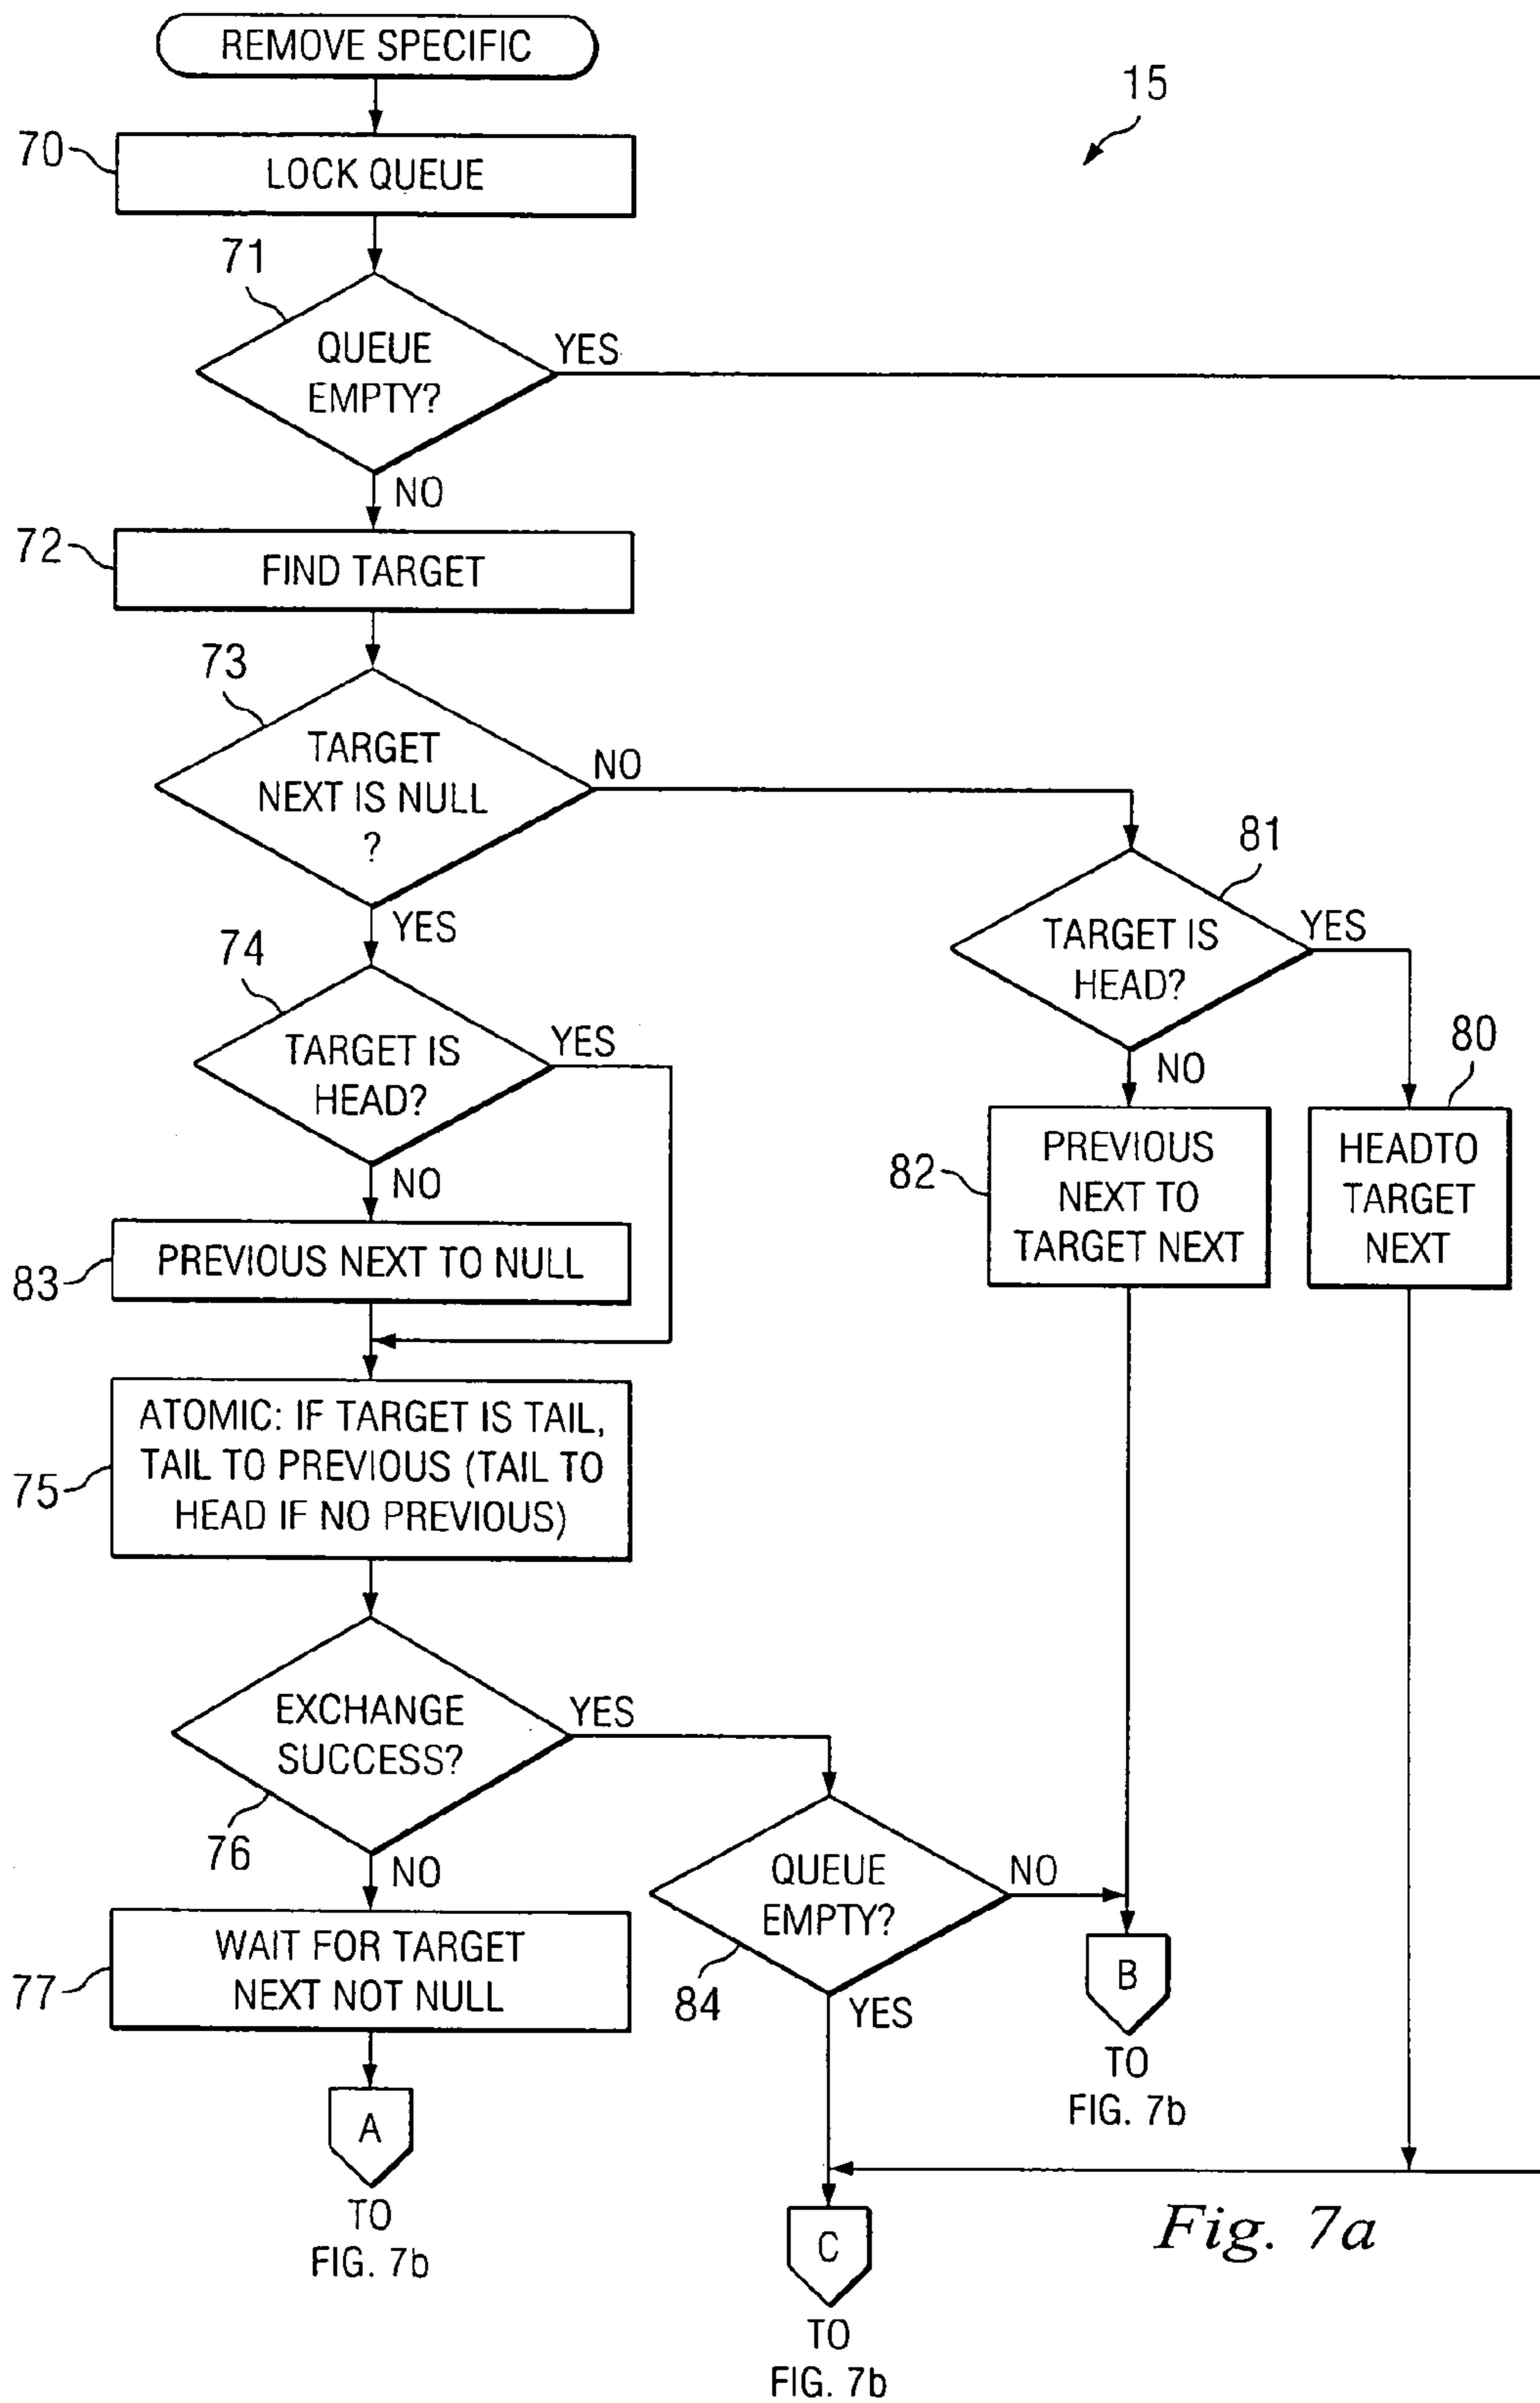 REMOVE SPECIFIC
15
70
LOCK QUEUE
71
QUEUE
EMPTY?
YES
NO
72
FIND TARGET
73
TARGET
NEXT IS NULL
?
NO
YES
81
TARGET IS
HEAD?
YES
NO
74
TARGET IS
HEAD?
YES
NO
80
HEADTO
TARGET
NEXT
82
PREVIOUS
NEXT TO
TARGET NEXT
83
PREVIOUS NEXT TO NULL
75
ATOMIC: IF TARGET IS TAIL,
TAIL TO PREVIOUS (TAIL TO
HEAD IF NO PREVIOUS)
EXCHANGE
SUCCESS?
YES
76
NO
QUEUE
EMPTY?
NO
84
YES
77
WAIT FOR TARGET
NEXT NOT NULL
B
TO
FIG. 7b
A
TO
FIG. 7b
C
TO
FIG. 7b
Fig. 7a